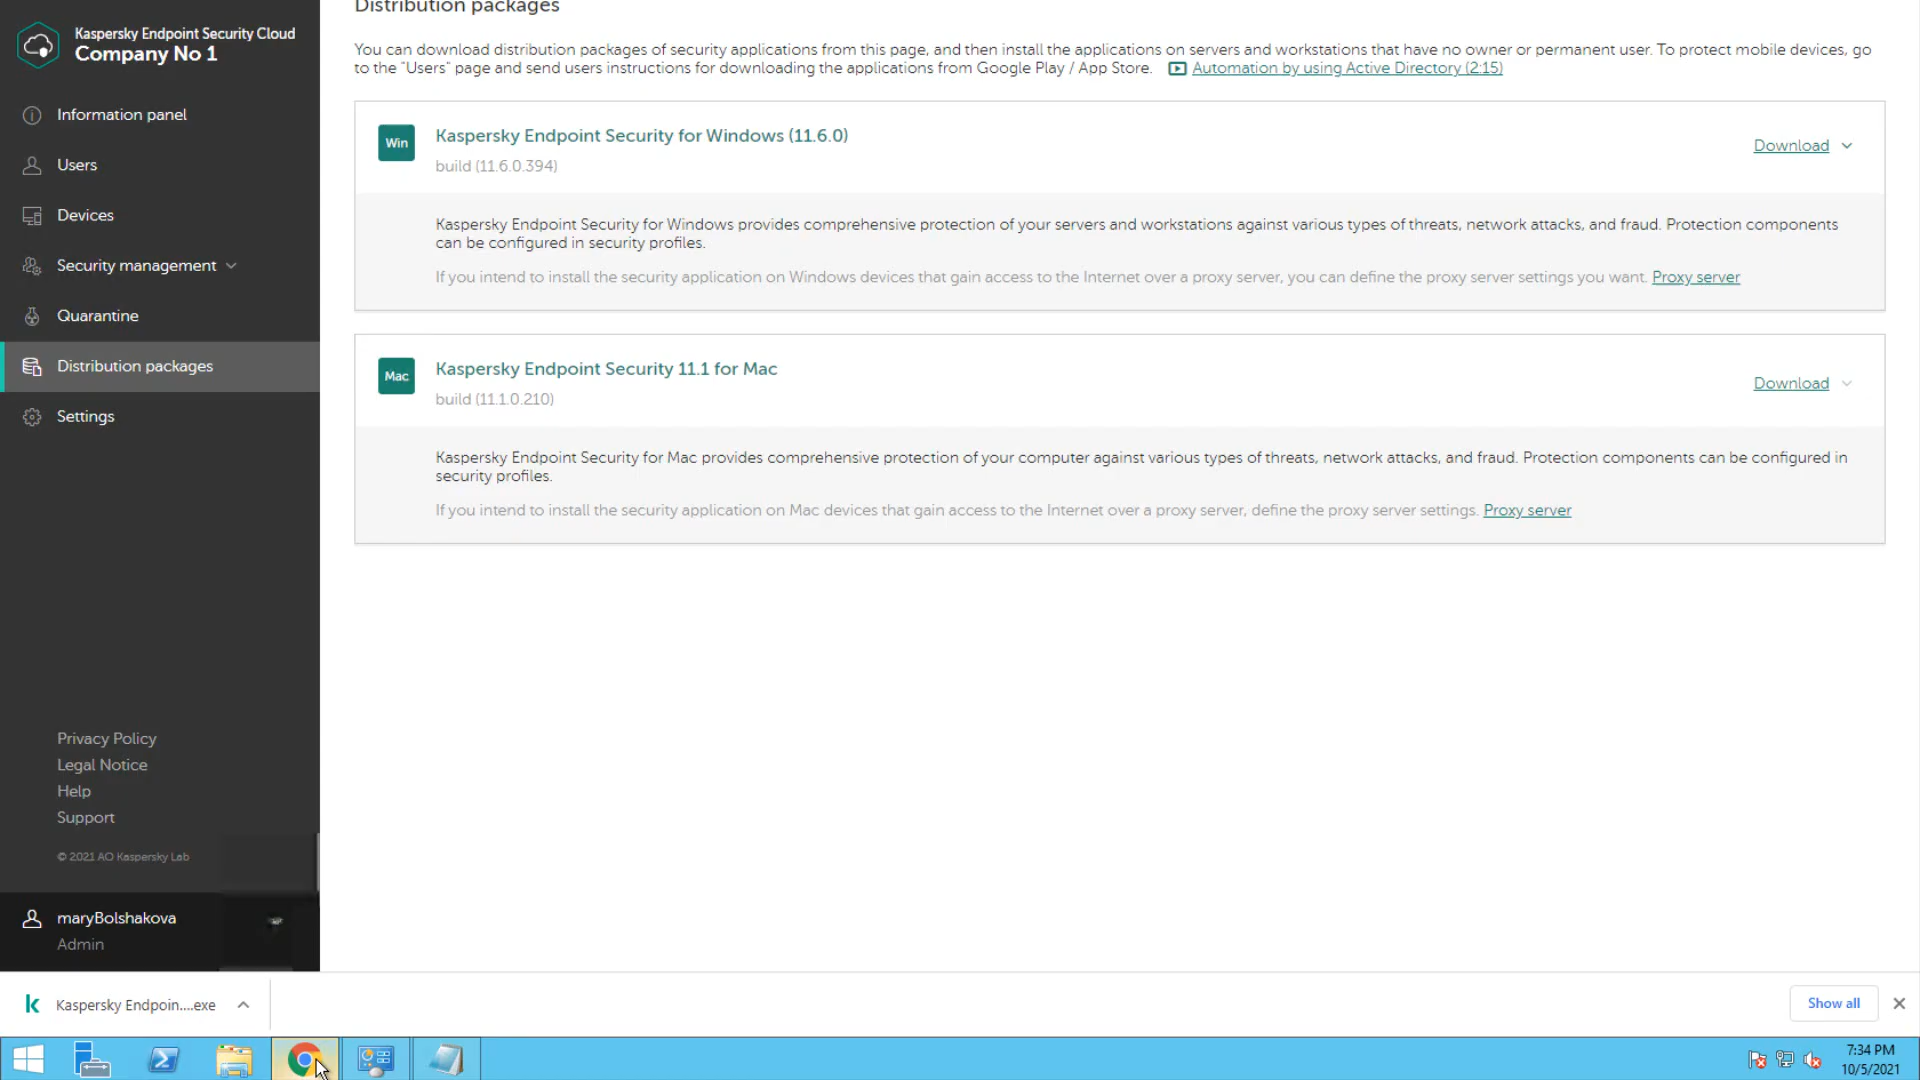 Kaspersky Endpoint Security Cloud
Company No 1
Information panel
Users
Devices
Security management
Quarantine
Distribution packages
Settings
Privacy Policy
Legal Notice
Help
Support
© 2021 AO Kaspersky Lab
maryBolshakova
Admin
Distribution packages
You can download distribution packages of security applications from this page, and then install the applications on servers and workstations that have no owner or permanent user. To protect mobile devices, go
to the "Users" page and send users instructions for downloading the applications from Google Play / App Store. Automation by using Active Directory (2:15)
Win
Kaspersky Endpoint Security for Windows (11.6.0)
build (11.6.0.394)
Download
Kaspersky Endpoint Security for Windows provides comprehensive protection of your servers and workstations against various types of threats, network attacks, and fraud. Protection components
can be configured in security profiles.
If you intend to install the security application on Windows devices that gain access to the Internet over a proxy server, you can define the proxy server settings you want. Proxy server
Mac
Kaspersky Endpoint Security 11.1 for Mac
build (11.1.0.210)
Download
Kaspersky Endpoint Security for Mac provides comprehensive protection of your computer against various types of threats, network attacks, and fraud. Protection components can be configured in
security profiles.
If you intend to install the security application on Mac devices that gain access to the Internet over a proxy server, define the proxy server settings. Proxy server
Kaspersky Endpoin....exe
Show all
7:34 PM
10/5/2021